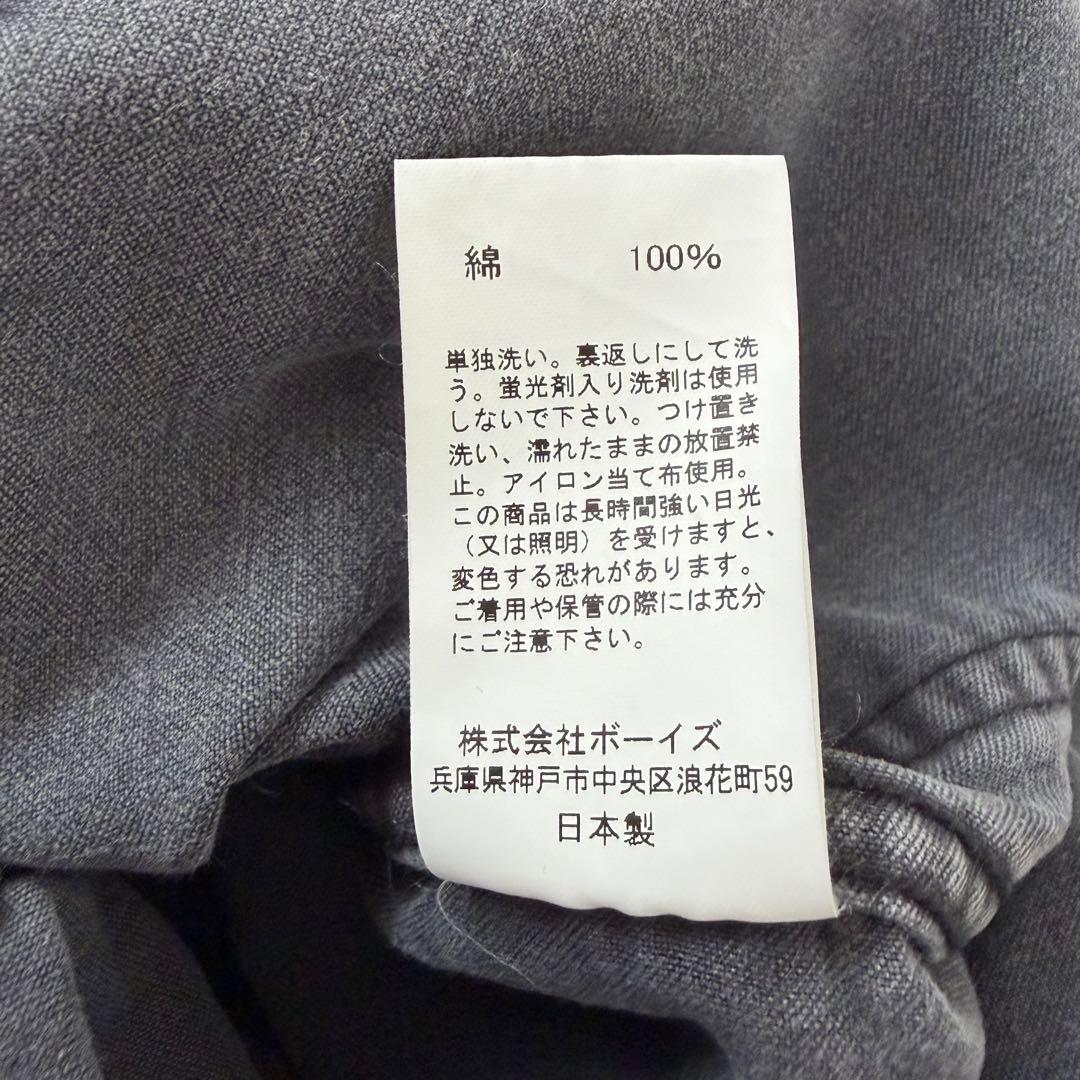 綿 100%
単独洗い。裏返しにして洗
う。蛍光剤入り洗剤は使用
しないで下さい。つけ置き
洗い、濡れたままの放置禁
止。アイロン当て布使用。
この商品は長時間強い日光
（又は照明）を受けますと、
変色する恐れがあります。
ご着用や保管の際には充分
にご注意下さい。
株式会社ボーイズ
兵庫県神戸市中央区浪花町59
日本製